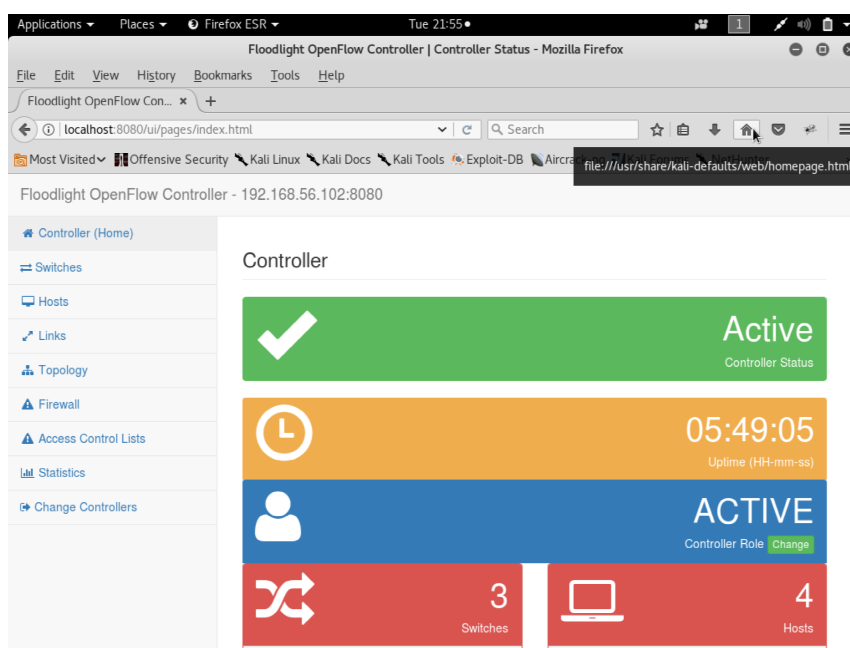 Applications Places Firefox ESR Tue 21:55 1
Floodlight OpenFlow Controller | Controller Status - Mozilla Firefox
File Edit View History Bookmarks Tools Help
Floodlight OpenFlow Con... × +
localhost:8080/ui/pages/index.html Search
Most Visited Offensive Security Kali Linux Kali Docs Kali Tools Exploit-DB
file:///usr/share/kali-defaults/web/homepage.html
Floodlight OpenFlow Controller - 192.168.56.102:8080
Controller (Home)
Switches
Hosts
Links
Topology
Firewall
Access Control Lists
Statistics
Change Controllers
Controller
Active
Controller Status
05:49:05
Uptime (HH-mm-ss)
ACTIVE
Controller Role Change
3
Switches
4
Hosts